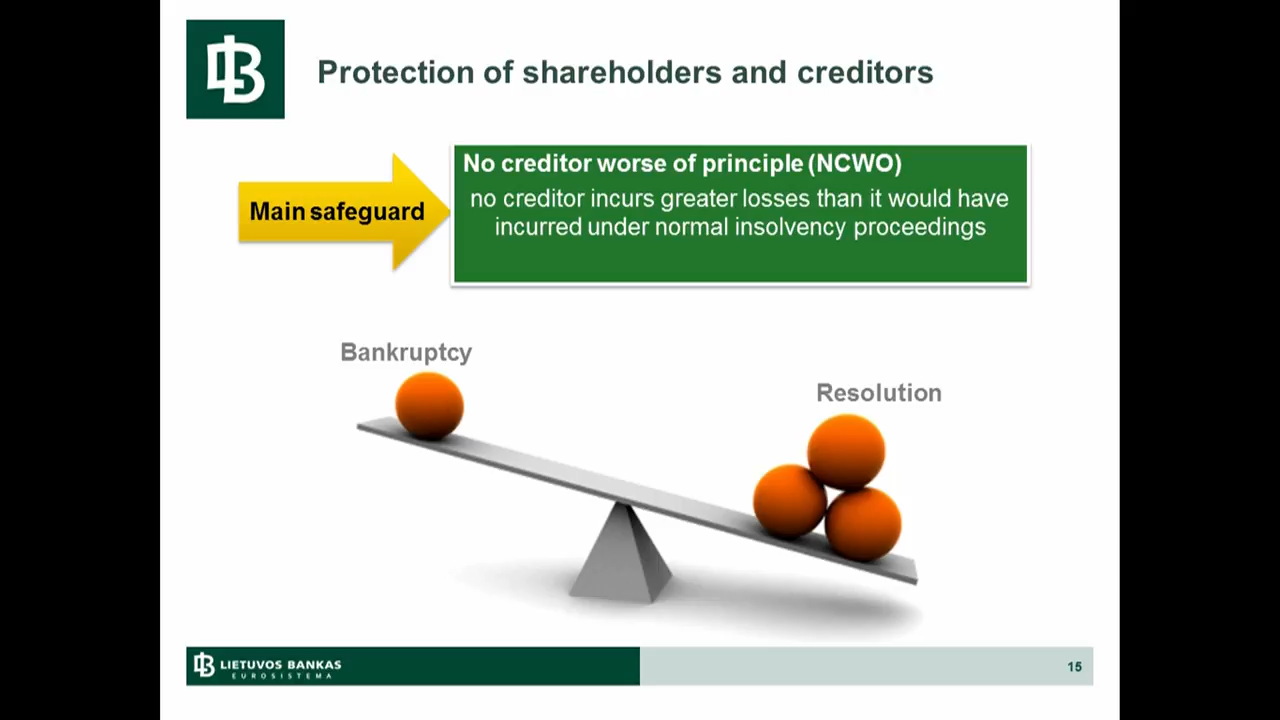 Protection of shareholders and creditors
Main safeguard
No creditor worse of principle (NCWO)
no creditor incurs greater losses than it would have
incurred under normal insolvency proceedings
Bankruptcy
Resolution
LIETUVOS BANKAS
EUROSISTEMA
15